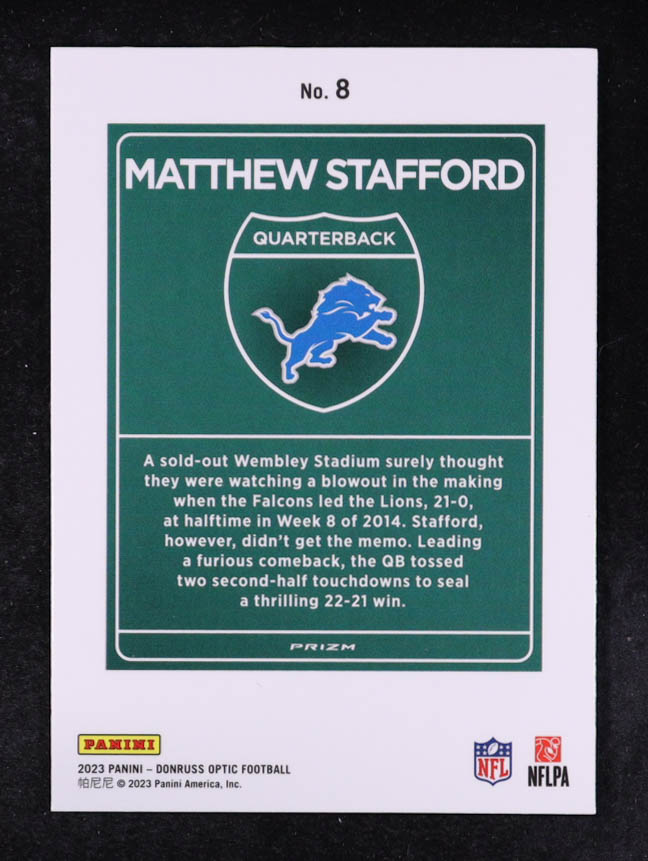 No. 8
MATTHEW STAFFORD
QUARTERBACK
A sold-out Wembley Stadium surely thought
they were watching a blowout in the making
when the Falcons led the Lions, 21-0,
at halftime in Week 8 of 2014. Stafford,
however, didn't get the memo. Leading
a furious comeback, the QB tossed
two second-half touchdowns to seal
a thrilling 22-21 win.
PRIZM
PANINI
2023 PANINI – DONRUSS OPTIC FOOTBALL
帕尼尼 © 2023 Panini America, Inc.
NFL
NFLPA